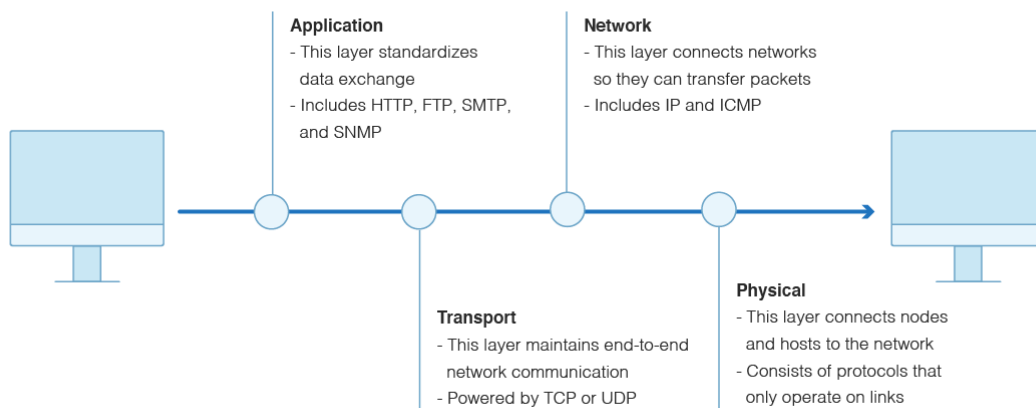 Application
- This layer standardizes
data exchange
- Includes HTTP, FTP, SMTP,
and SNMP
Network
- This layer connects networks
so they can transfer packets
- Includes IP and ICMP
Transport
- This layer maintains end-to-end
network communication
- Powered by TCP or UDP
Physical
- This layer connects nodes
and hosts to the network
- Consists of protocols that
only operate on links